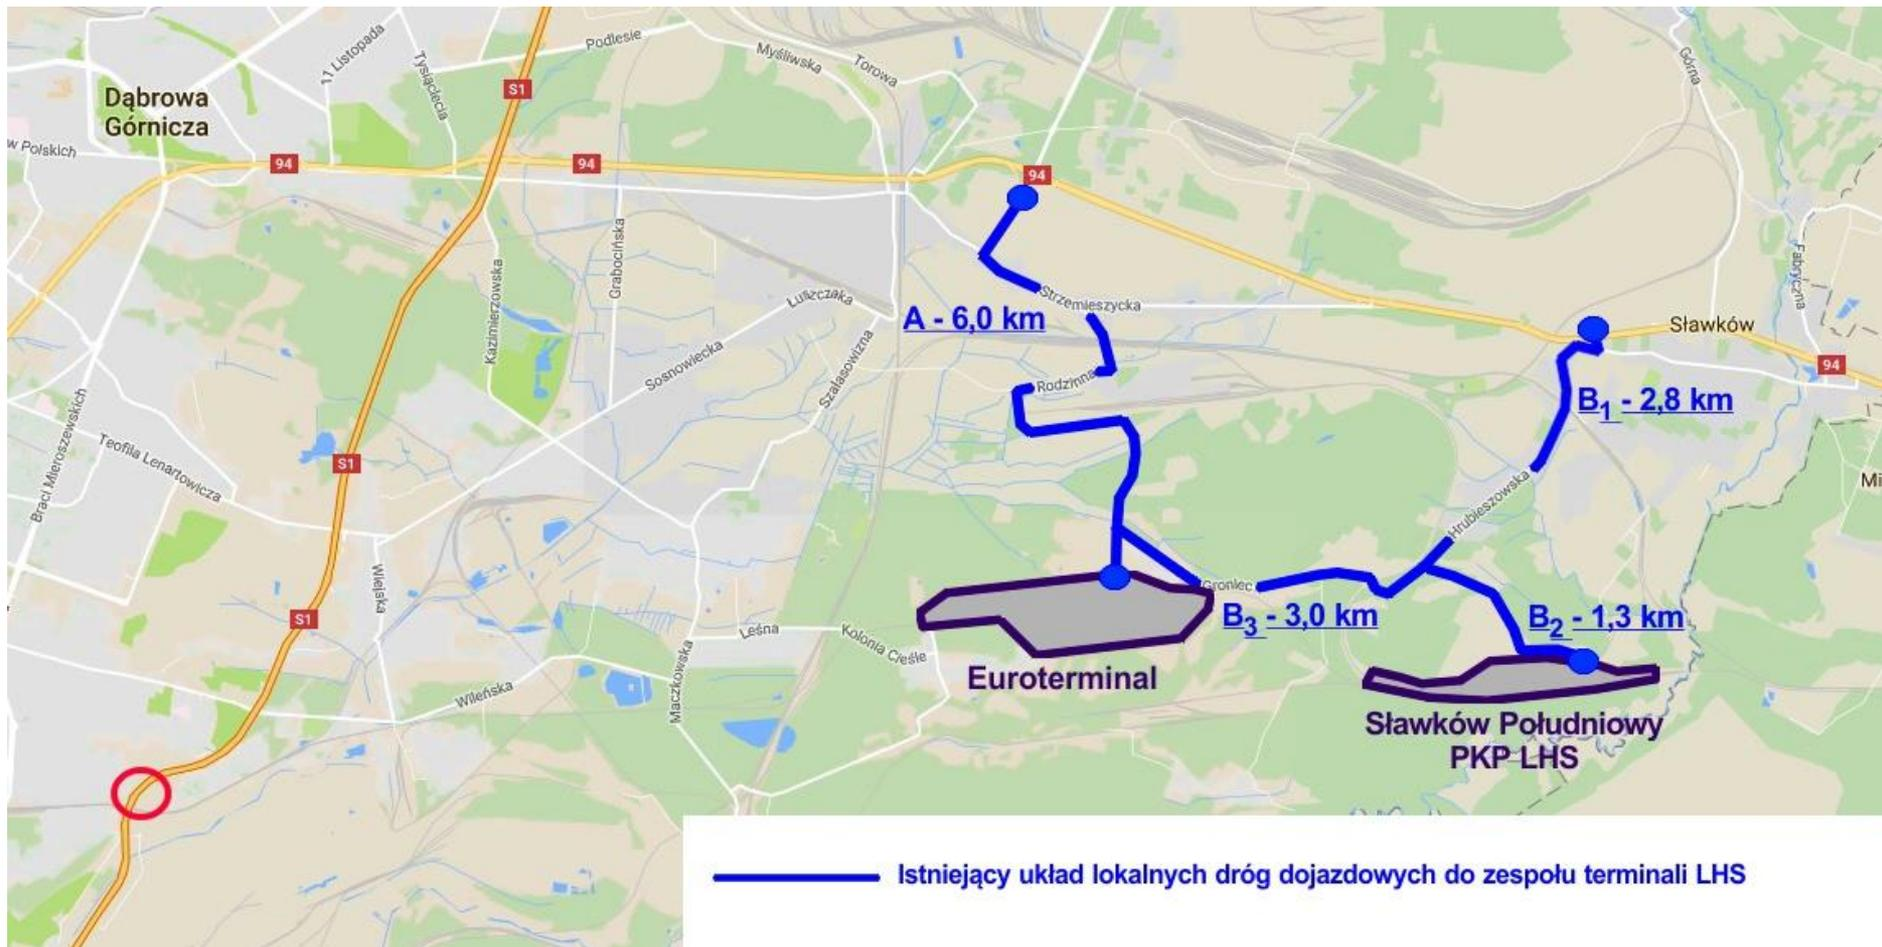 Podlesie
11 Listopada
Tysiąclecia
Myśliwska
Torowa
Górna
S1
Dąbrowa
Górnicza
w Polskich
94
94
94
Grabocińska
Kazimierzowska
Fabryczna
Łuszczaka
Strzemieszycka
A - 6,0 km
Sławków
94
Sosnowiecka
Szałasowizna
Rodzinna
B1 - 2,8 km
Braci Mieroszewskich
Teofila Lenartowicza
S1
Hrubieszowska
Mi
Wiejska
S1
Groniec
B3 - 3,0 km
B2 - 1,3 km
Leśna
Kolonia Cieśle
Maczkowska
Wileńska
Euroterminal
Sławków Południowy
PKP LHS
Istniejący układ lokalnych dróg dojazdowych do zespołu terminali LHS